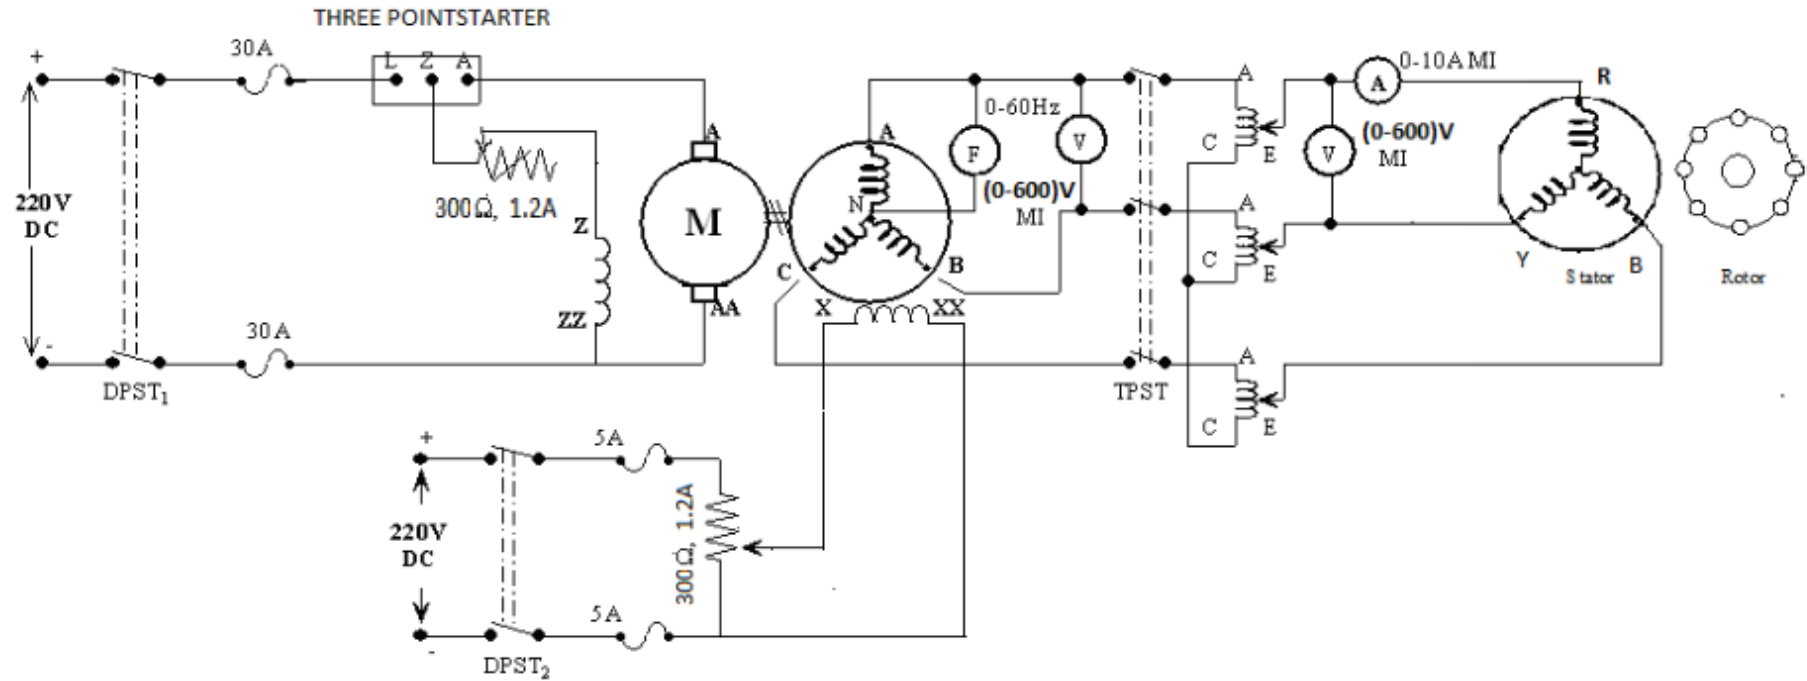 THREE POINTSTARTER
+
30A
L Z A
220V
DC
300Ω, 1.2A
Z
ZZ
A
M
AA
-
30A
DPST₁
A
N
C
B
X
XX
F
0-60Hz
V
(0-600)V
MI
TPST
A
C
E
A
C
E
A
C
E
A
0-10A MI
V
(0-600)V
MI
R
Y
B
Stator
Rotor
+
5A
220V
DC
300Ω, 1.2A
5A
-
DPST₂